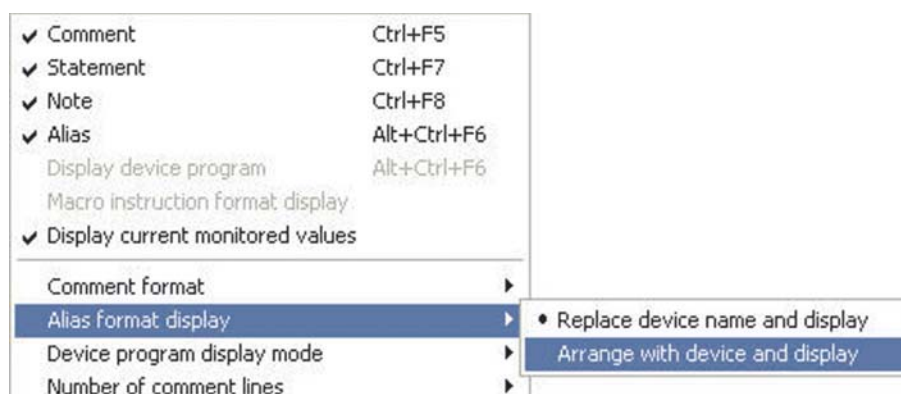 Comment Ctrl+F5
Statement Ctrl+F7
Note Ctrl+F8
Alias Alt+Ctrl+F6
Display device program Alt+Ctrl+F6
Macro instruction format display
Display current monitored values
Comment format
Alias format display
Replace device name and display
Device program display mode
Arrange with device and display
Number of comment lines